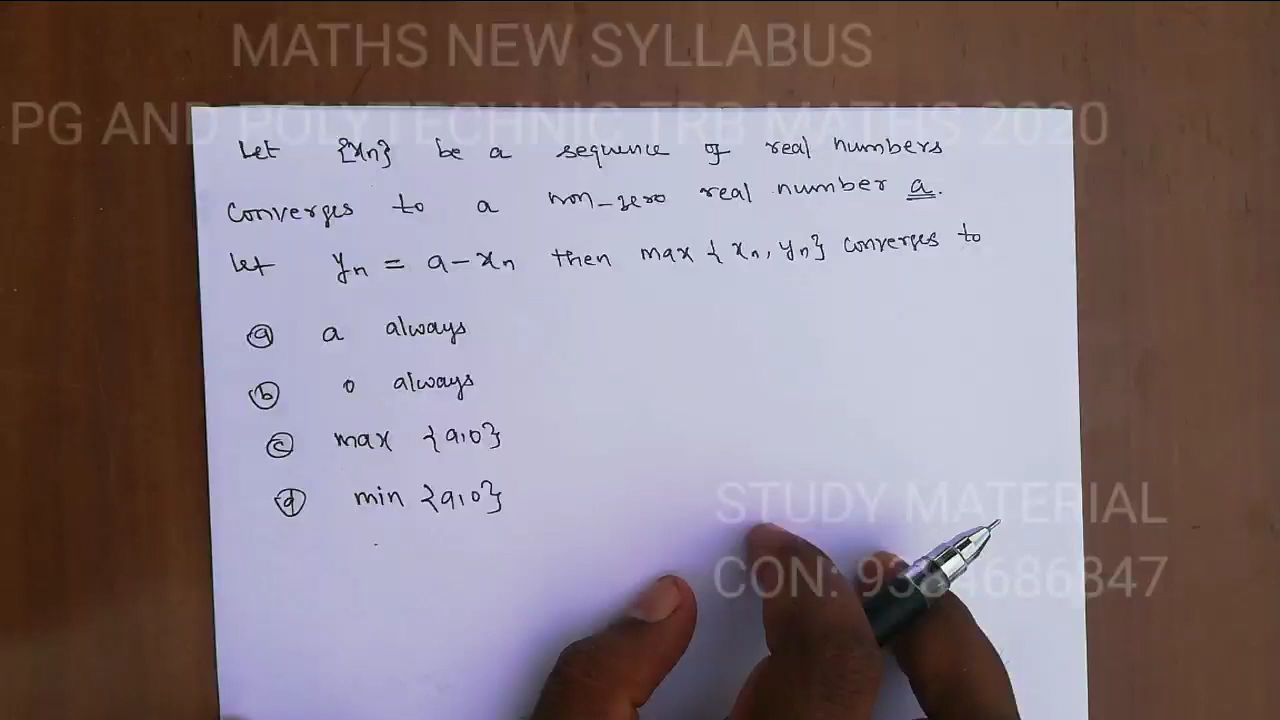 MATHS NEW SYLLABUS
PG AND POLYTECHNIC TRB MATHS 2020
Let {xn} be a sequence of real numbers
converges to a non-zero real number a.
Let yn = a - xn then max {xn, yn} converges to
(a) a always
(b) 0 always
(c) max {a,0}
(d) min {a,0}
STUDY MATERIAL
CON: 9384686847